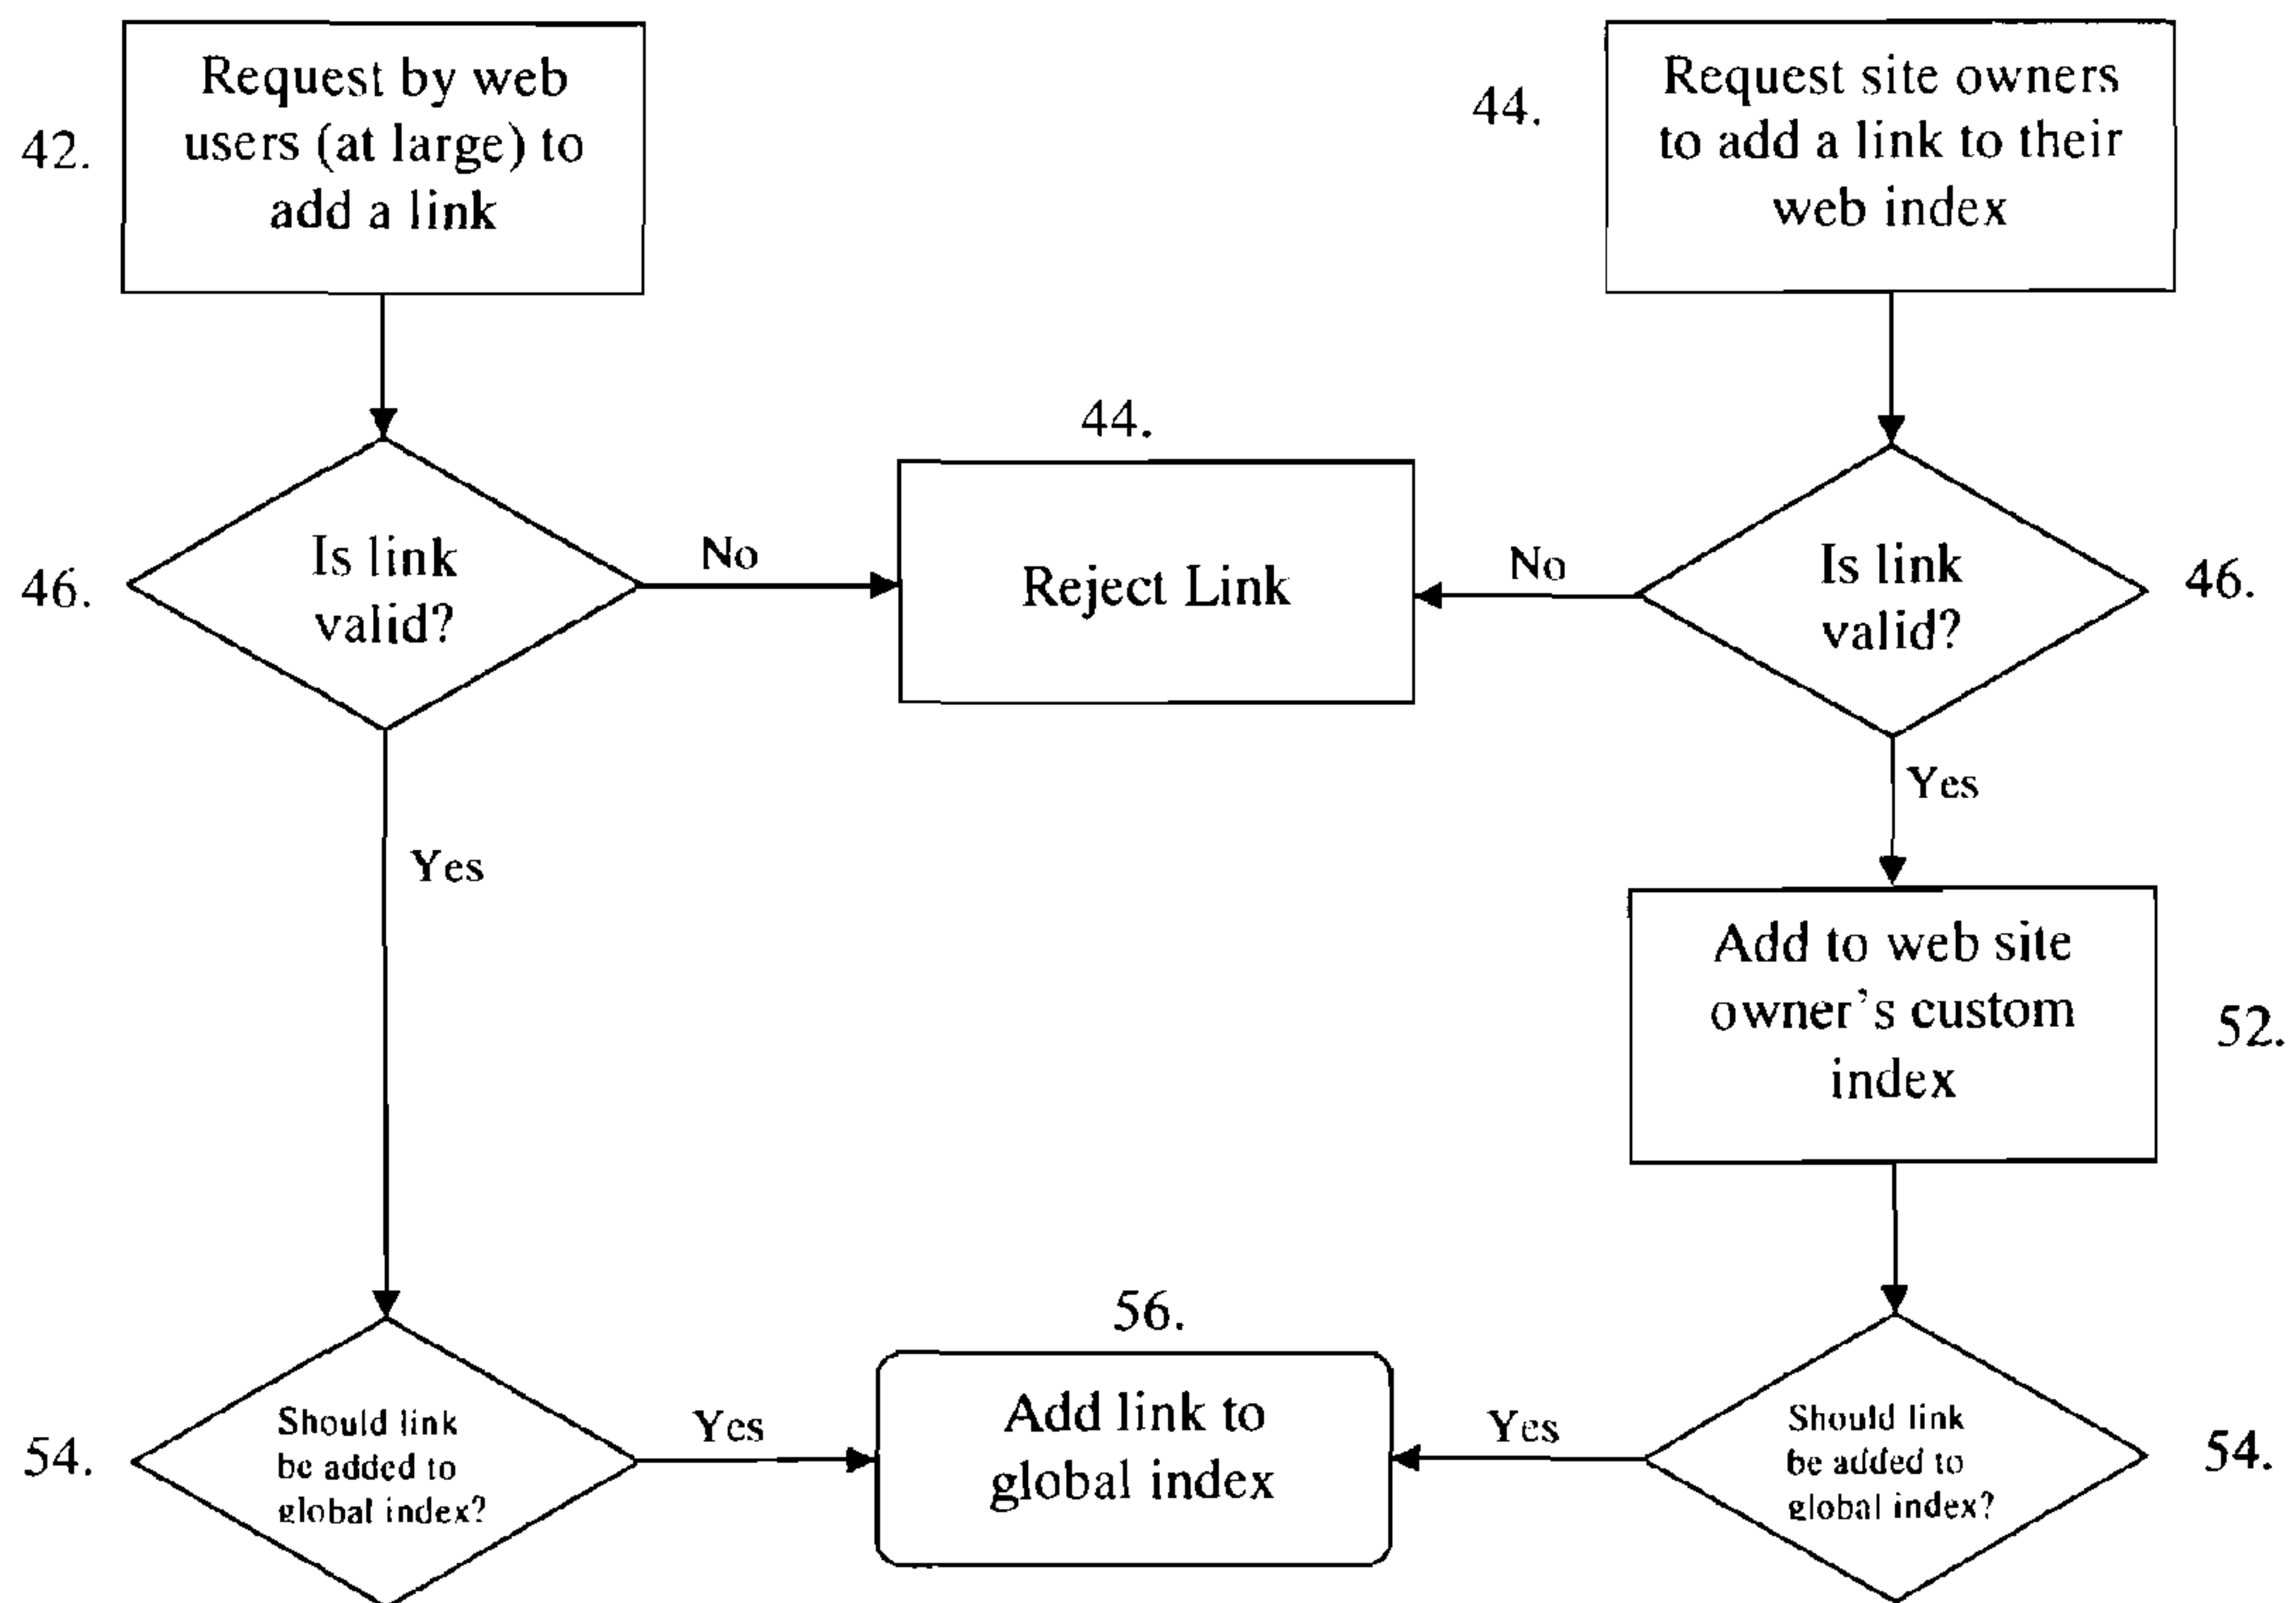 42.
Request by web
users (at large) to
add a link
44.
Request site owners
to add a link to their
web index
44.
46.
Is link
valid?
No
Reject Link
No
Is link
valid?
46.
Yes
Yes
Add to web site
owner's custom
index
52.
54.
Should link
be added to
global index?
Yes
56.
Add link to
global index
Yes
Should link
be added to
global index?
54.